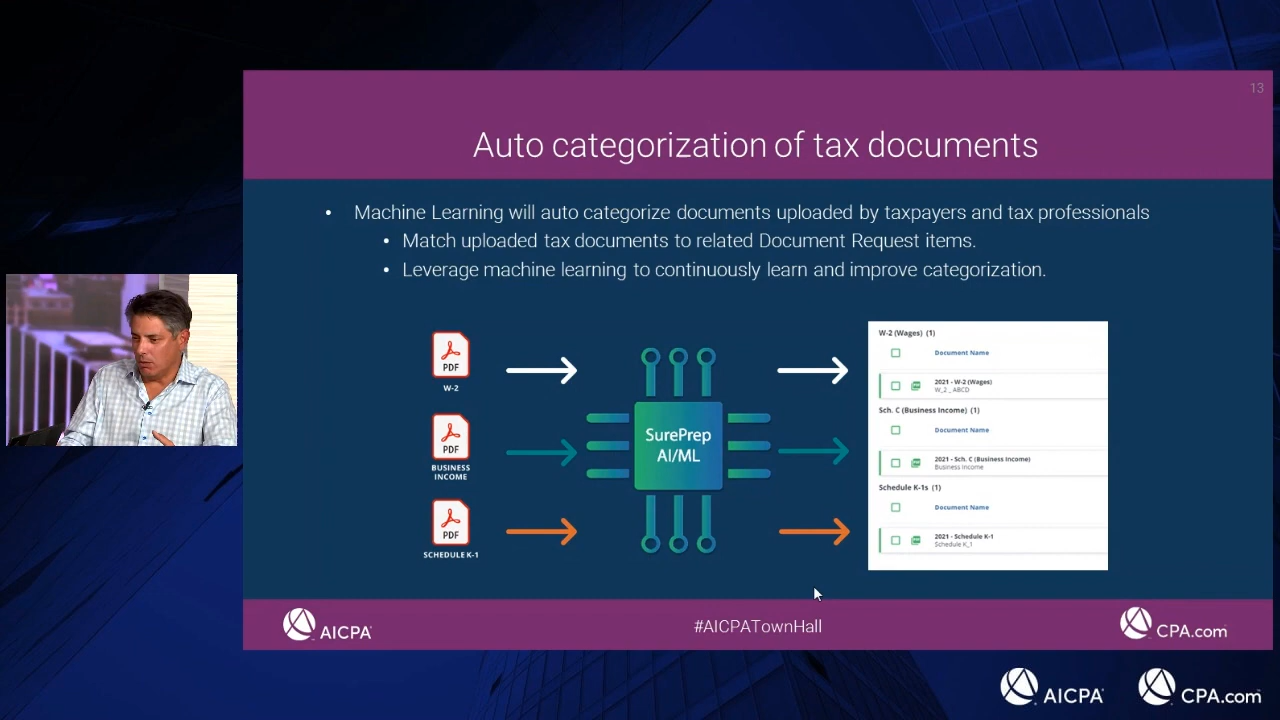 13
Auto categorization of tax documents
• Machine Learning will auto categorize documents uploaded by taxpayers and tax professionals
• Match uploaded tax documents to related Document Request items.
• Leverage machine learning to continuously learn and improve categorization.
PDF
W-2
PDF
BUSINESS
INCOME
PDF
SCHEDULE K-1
SurePrep
AI/ML
W-2 (Wages) (1)
Document Name
2021 - W-2 (Wages)
W_2 _ ABCD
Sch. C (Business Income) (1)
Document Name
2021 - Sch. C (Business Income)
Business Income
Schedule K-1s (1)
Document Name
2021 - Schedule K-1
Schedule K_1
AICPA
#AICPATownHall
CPA.com
AICPA
CPA.com